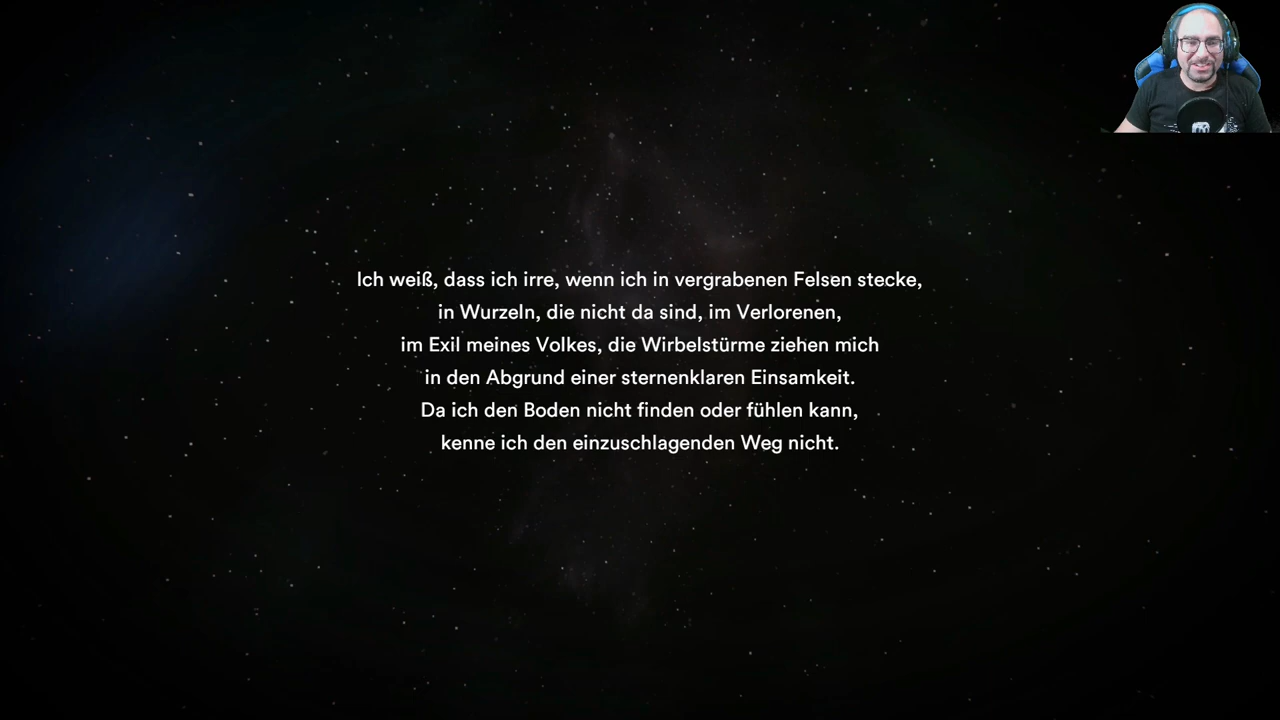 Ich weiß, dass ich irre, wenn ich in vergrabenen Felsen stecke,
in Wurzeln, die nicht da sind, im Verlorenen,
im Exil meines Volkes, die Wirbelstürme ziehen mich
in den Abgrund einer sternenklaren Einsamkeit.
Da ich den Boden nicht finden oder fühlen kann,
kenne ich den einzuschlagenden Weg nicht.